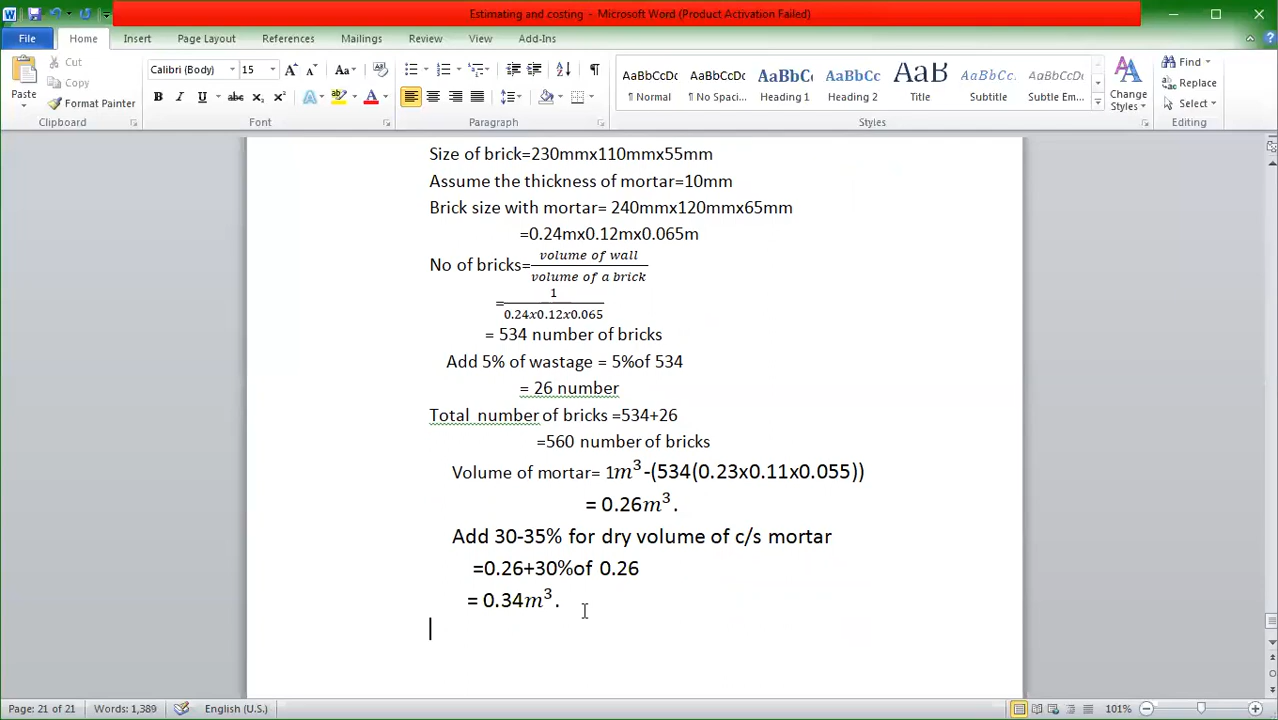 Estimating and costing - Microsoft Word (Product Activation Failed)
File Home Insert Page Layout References Mailings Review View Add-Ins
Cut
Copy
Format Painter
Paste
Clipboard
Calibri (Body) 15
Font
Paragraph
AaBbCcDc AaBbCcDc AaBbC AaBbCc AaB AaBbCcDc AaBbCcDc
¶ Normal ¶ No Spaci... Heading 1 Heading 2 Title Subtitle Subtle Em...
Change Styles
Styles
Find
Replace
Select
Editing
Size of brick=230mmx110mmx55mm
Assume the thickness of mortar=10mm
Brick size with mortar= 240mmx120mmx65mm
=0.24mx0.12mx0.065m
No of bricks= volume of wall / volume of a brick
= 1 / 0.24x0.12x0.065
= 534 number of bricks
Add 5% of wastage = 5%of 534
= 26 number
Total number of bricks =534+26
=560 number of bricks
Volume of mortar= 1m³-(534(0.23x0.11x0.055))
= 0.26m³.
Add 30-35% for dry volume of c/s mortar
=0.26+30%of 0.26
= 0.34m³.
Page: 21 of 21 Words: 1,389 English (U.S.) 101%